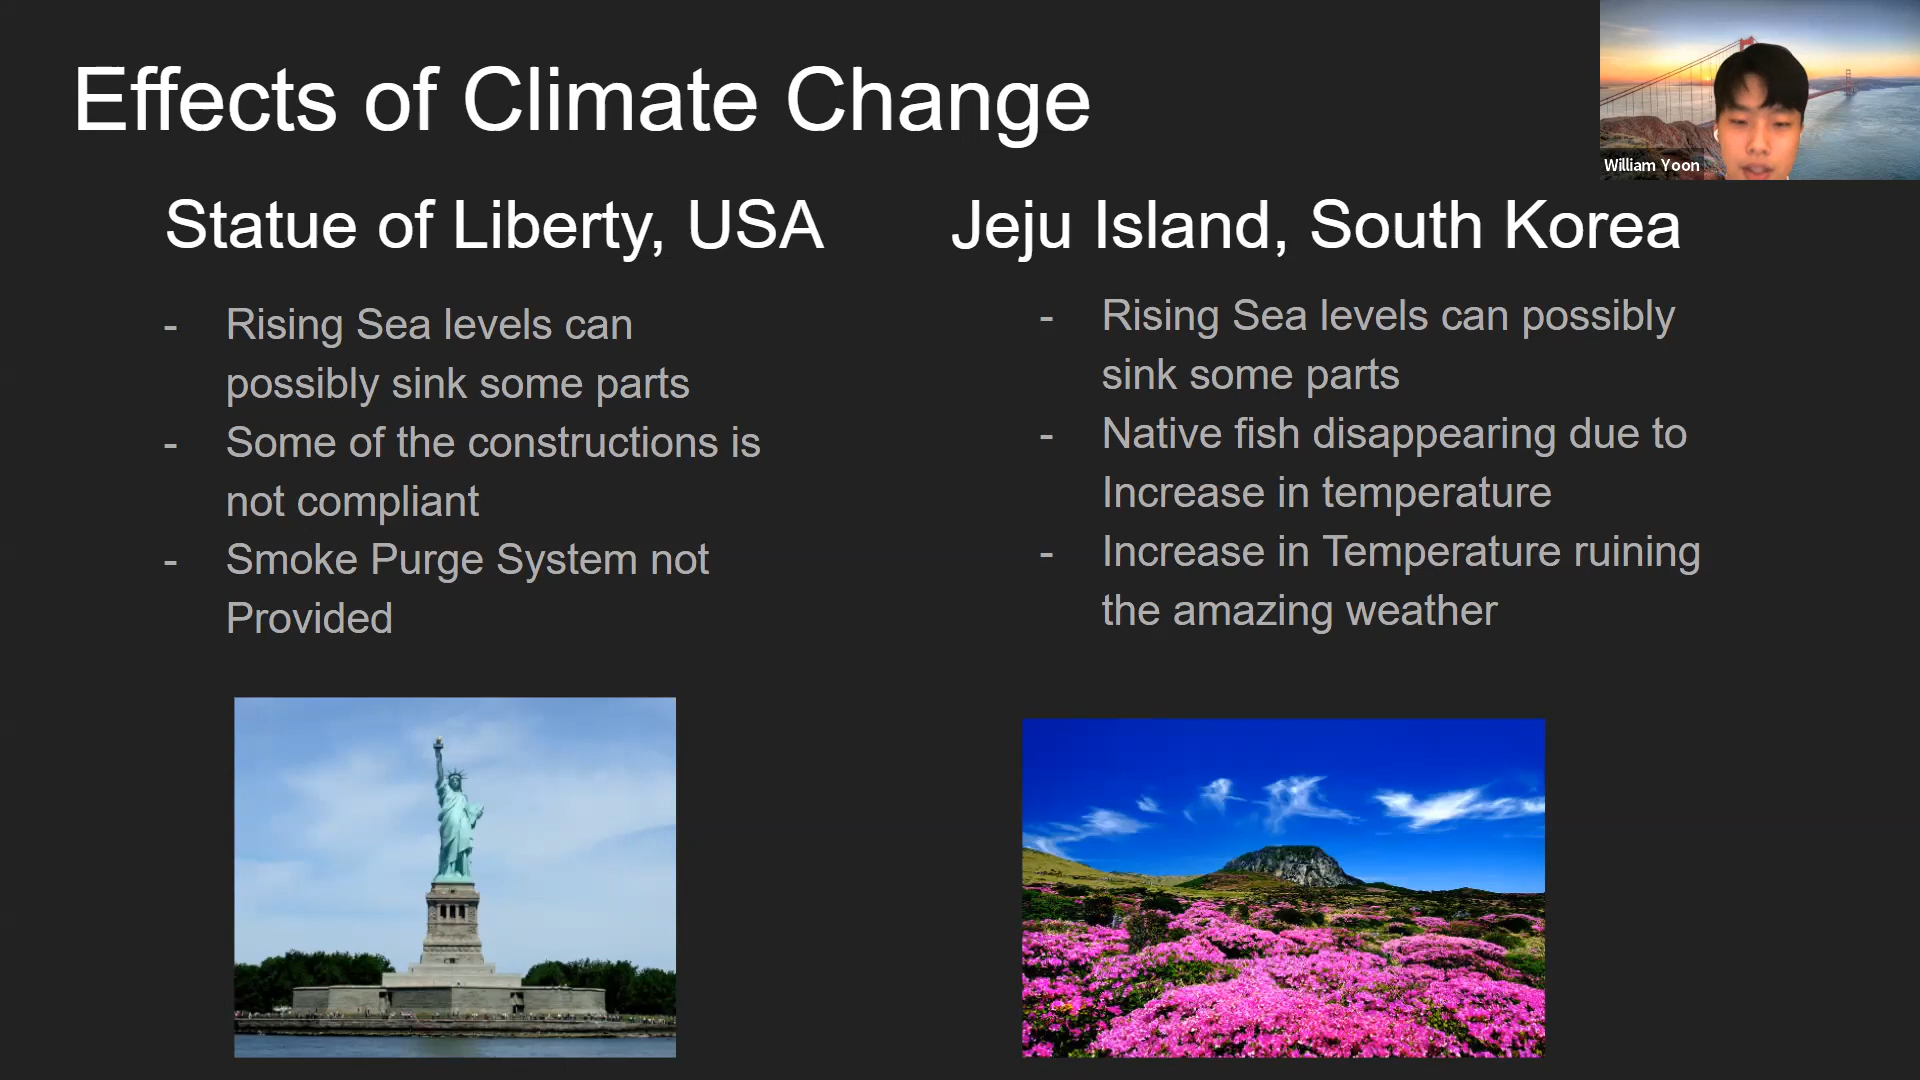 Effects of Climate Change
William Yoon
Statue of Liberty, USA
- Rising Sea levels can
possibly sink some parts
- Some of the constructions is
not compliant
- Smoke Purge System not
Provided
Jeju Island, South Korea
- Rising Sea levels can possibly
sink some parts
- Native fish disappearing due to
Increase in temperature
- Increase in Temperature ruining
the amazing weather